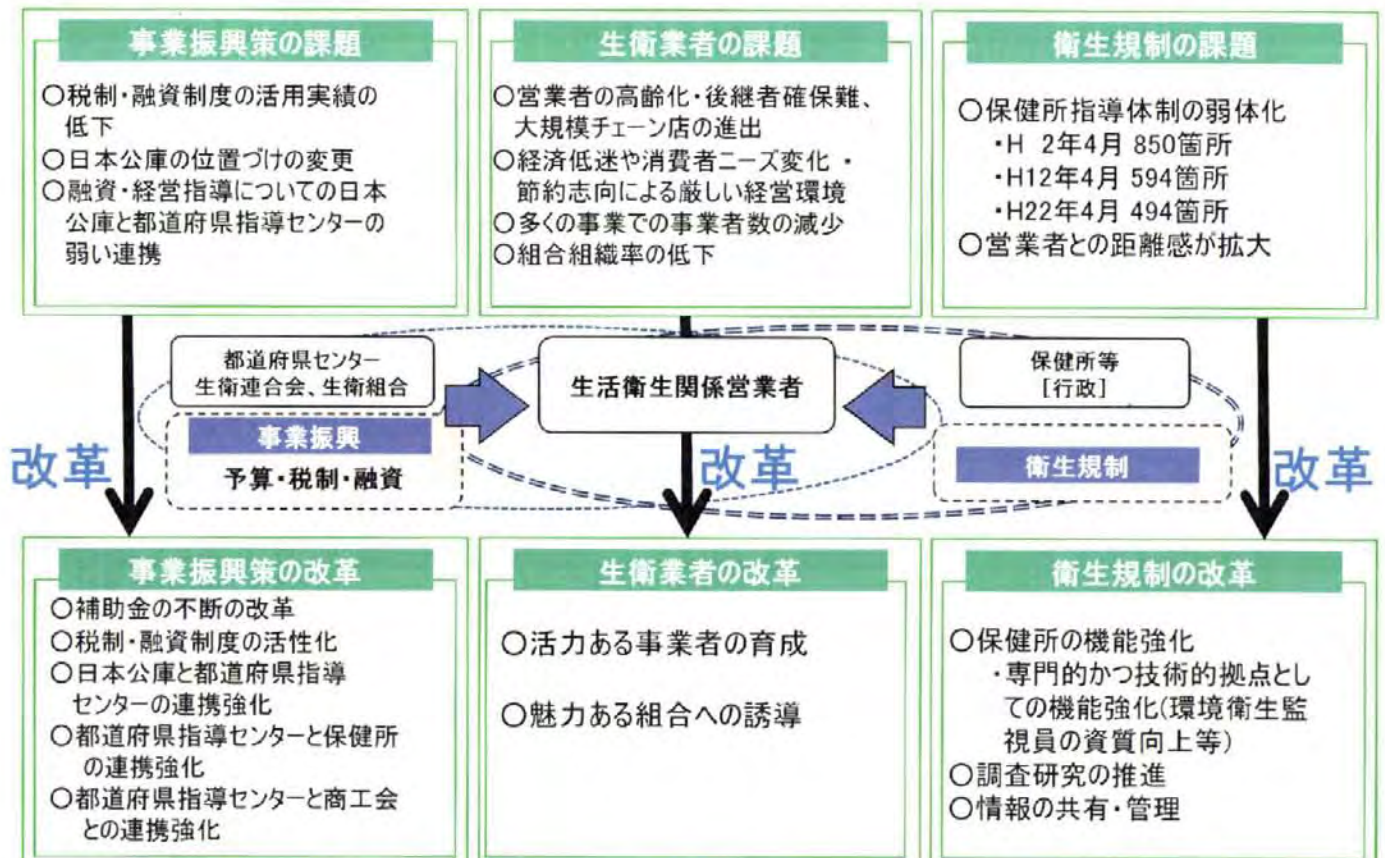 事業振興策の課題
○税制・融資制度の活用実績の
低下
○日本公庫の位置づけの変更
○融資・経営指導についての日本
公庫と都道府県指導センターの
弱い連携
生衛業者の課題
○営業者の高齢化・後継者確保難、
大規模チェーン店の進出
○経済低迷や消費者ニーズ変化・
節約志向による厳しい経営環境
○多くの事業での事業者数の減少
○組合組織率の低下
衛生規制の課題
○保健所指導体制の弱体化
・H 2年4月 850箇所
・H12年4月 594箇所
・H22年4月 494箇所
○営業者との距離感が拡大
都道府県センター
生衛連合会、生衛組合
事業振興
予算・税制・融資
生活衛生関係営業者
保健所等
[行政]
衛生規制
改革
改革
改革
事業振興策の改革
○補助金の不断の改革
○税制・融資制度の活性化
○日本公庫と都道府県指導
センターの連携強化
○都道府県指導センターと保健所
の連携強化
○都道府県指導センターと商工会
との連携強化
生衛業者の改革
○活力ある事業者の育成
○魅力ある組合への誘導
衛生規制の改革
○保健所の機能強化
・専門的かつ技術的拠点とし
ての機能強化(環境衛生監
視員の資質向上等)
○調査研究の推進
○情報の共有・管理